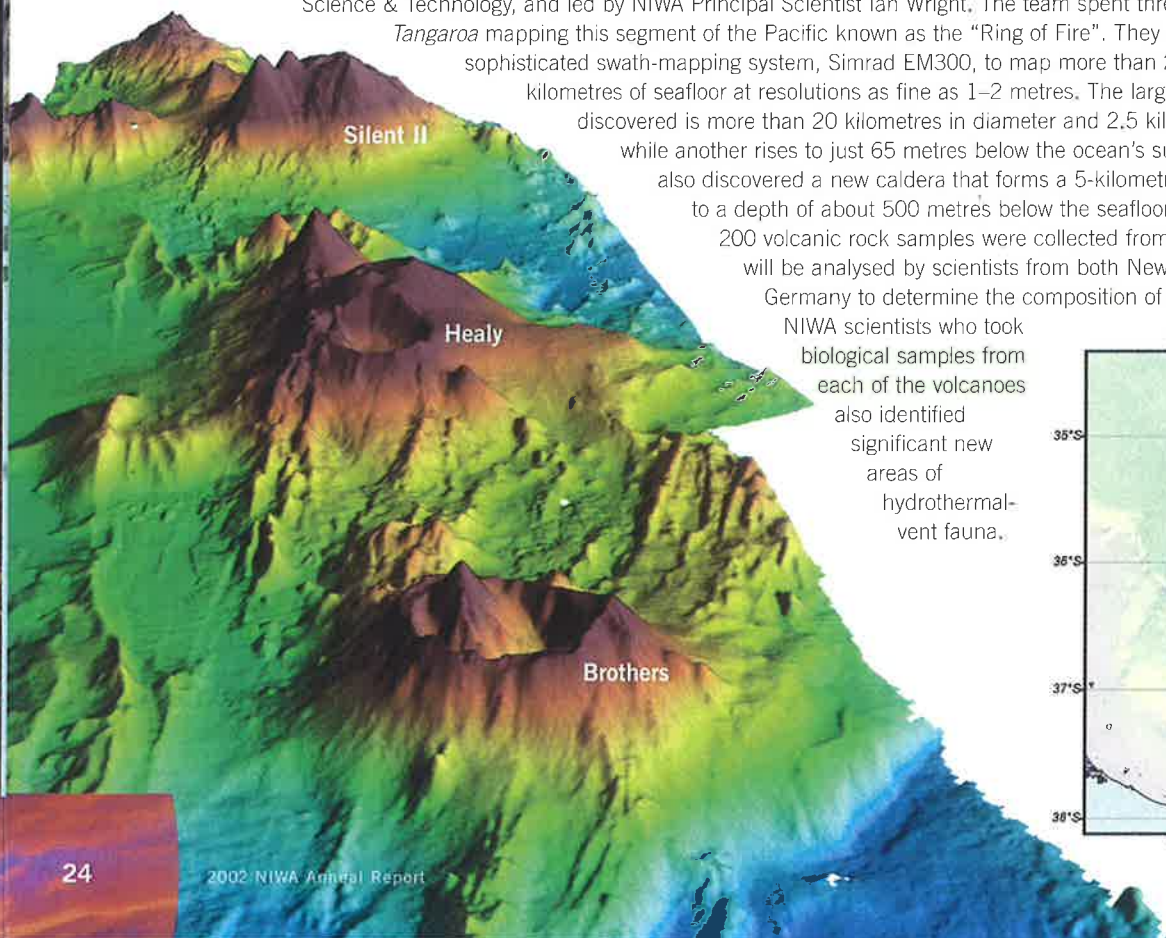 Science & Technology, and led by NIWA Principal Scientist Ian Wright. The team spent
Tangaroa mapping this segment of the Pacific known as the “Ring of Fire”. They
sophisticated swath-mapping system, Simrad EM300, to map more than
kilometres of seafloor at resolutions as fine as 1–2 metres. The
discovered is more than 20 kilometres in diameter and 2.5
while another rises to just 65 metres below the ocean's
also discovered a new caldera that forms a
to a depth of about 500 metres below the seafloor
200 volcanic rock samples were collected from
will be analysed by scientists from both New
Germany to determine the composition of
NIWA scientists who took
biological samples from
each of the volcanoes
also identified
significant new
areas of
hydrothermal-
vent fauna.
Silent II
Healy
Brothers
35°S
36°S
37°S
38°S
24
2002 NIWA Annual Report